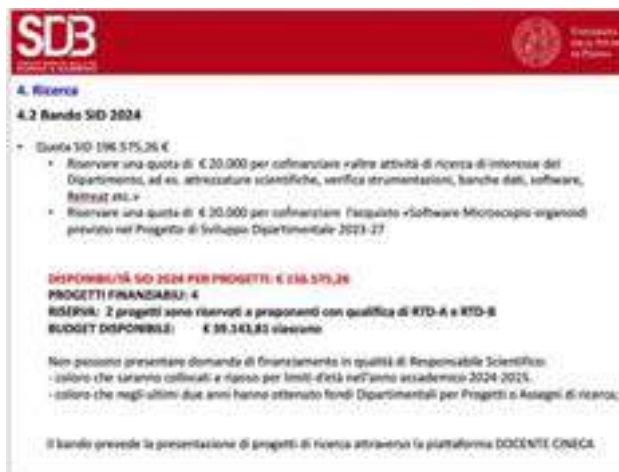 SDB
UNIVERSITÀ
DEGLI STUDI
DI PADOVA
4. Ricerca
4.2 Bando SID 2024
• Quota SID 196.575,26 €
• Riservare una quota di € 20.000 per cofinanziare «altre attività di ricerca di interesse del
Dipartimento, ad es. attrezzature scientifiche, verifica strumentazioni, banche dati, software,
Retreat etc.»
• Riservare una quota di € 20.000 per cofinanziare l'acquisto «Software Microscopio organoidi
previsto nel Progetto di Sviluppo Dipartimentale 2023-27
DISPONIBILITÀ SID 2024 PER PROGETTI: € 156.575,26
PROGETTI FINANZIABILI: 4
RISERVA: 2 progetti sono riservati a proponenti con qualifica di RTD-A e RTD-B
BUDGET DISPONIBILE: € 39.143,81 ciascuno
Non possono presentare domanda di finanziamento in qualità di Responsabile Scientifico:
- coloro che saranno collocati a riposo per limiti d'età nell'anno accademico 2024-2025.
- coloro che negli ultimi due anni hanno ottenuto fondi Dipartimentali per Progetti o Assegni di ricerca;
Il bando prevede la presentazione di progetti di ricerca attraverso la piattaforma DOCENTE CINECA